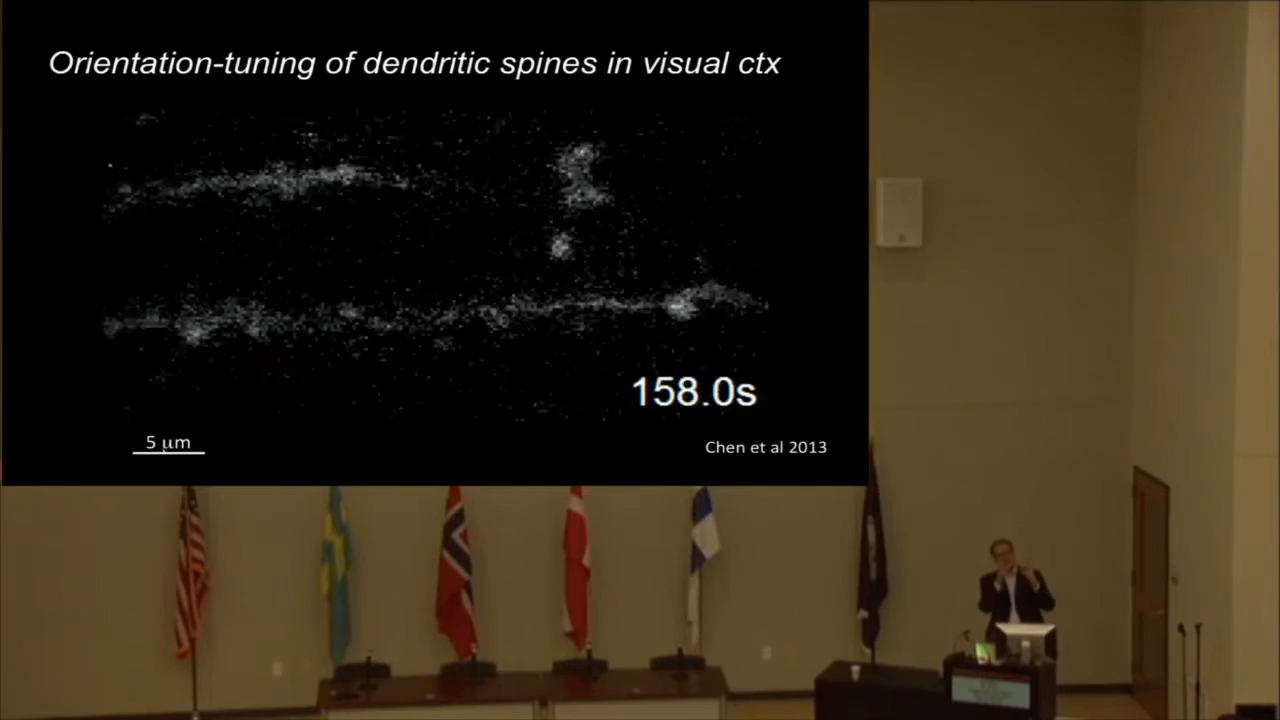 Orientation-tuning of dendritic spines in visual ctx
158.0s
5 μm
Chen et al 2013